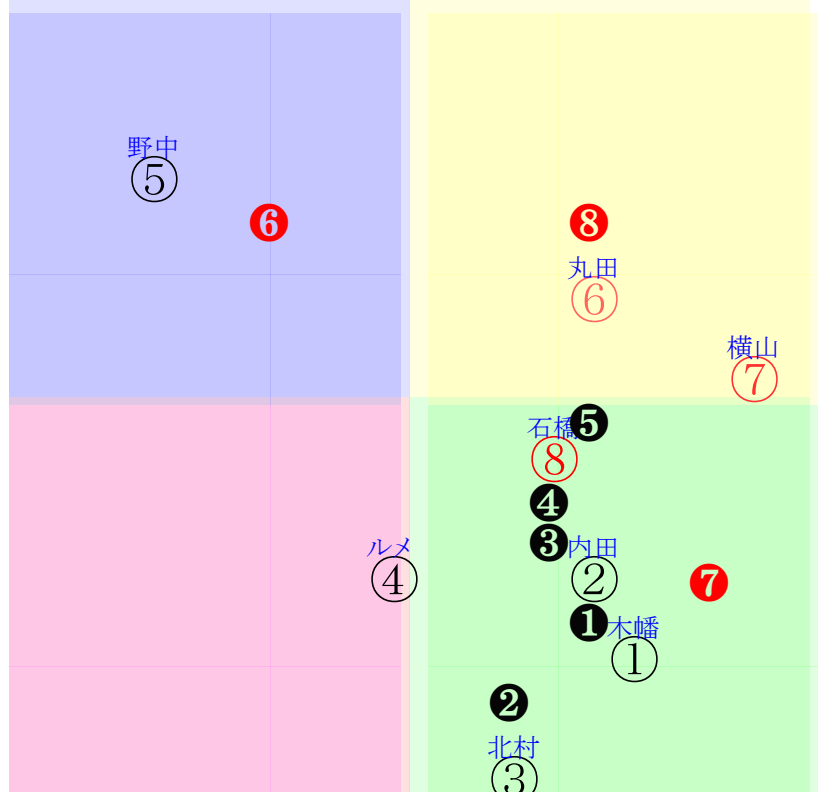 野中
⑤
❻
❽
丸田
⑥
横山
⑦
石橋
❺
⑧
❹
❸
内田
ルメ
②
④
❼
❶
木幡
①
❷
北村
③